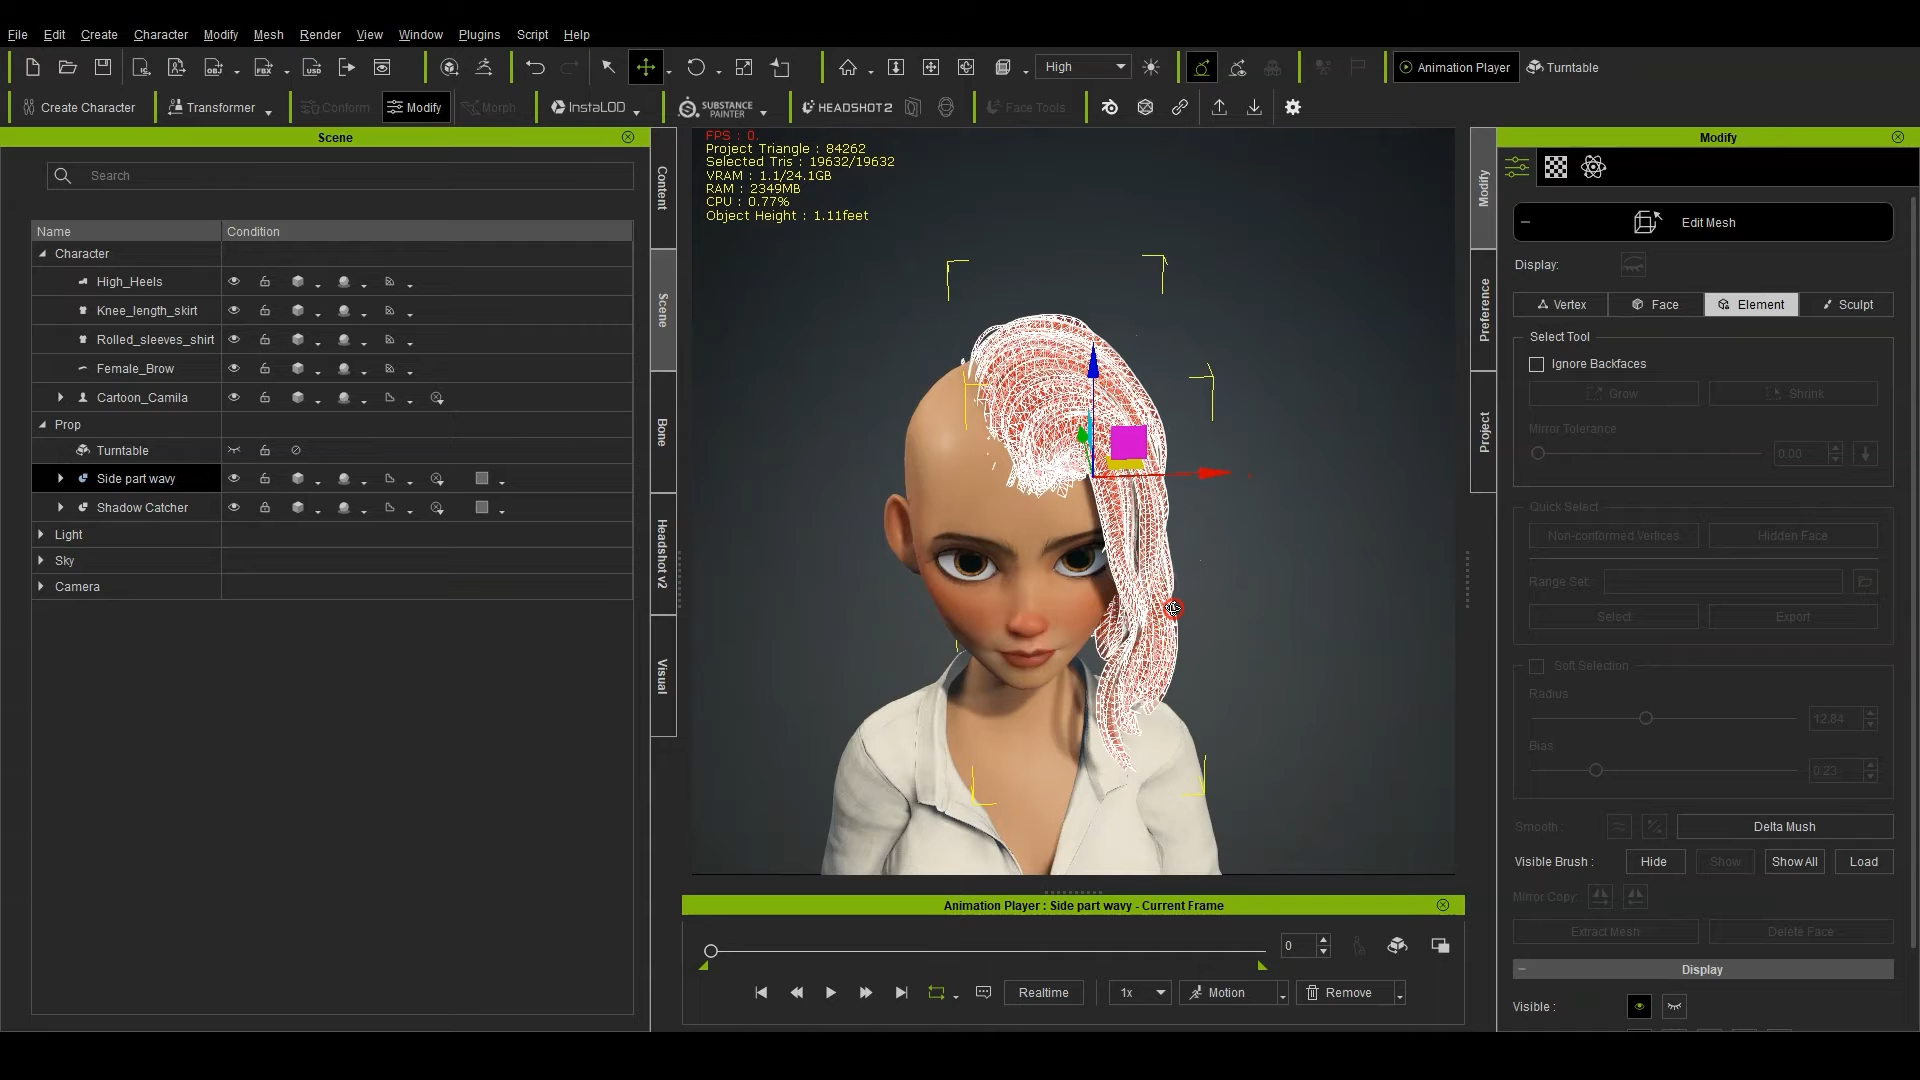 File Edit Create Character Modify Mesh Render View Window Plugins Script Help
High Animation Player Turntable
Create Character Transformer Conform Modify Morph InstaLOD SUBSTANCE PAINTER HEADSHOT 2 Face Tools
Scene
Search
Name Condition
Character
High_Heels
Knee_length_skirt
Rolled_sleeves_shirt
Female_Brow
Cartoon_Camila
Prop
Turntable
Side part wavy
Shadow Catcher
Light
Sky
Camera
Content
Scene
Bone
Headshot v2
Visual
FPS : 0.
Project Triangle : 84262
Selected Tris : 19632/19632
VRAM : 1.1/24.1GB
RAM : 2349MB
CPU : 0.77%
Object Height : 1.11feet
Animation Player : Side part wavy - Current Frame
0
Realtime 1x Motion Remove
Modify
Preference
Project
Modify
Edit Mesh
Display:
Vertex Face Element Sculpt
Select Tool
Ignore Backfaces
Grow Shrink
Mirror Tolerance
0.00
Quick Select
Non-conformed Vertices Hidden Face
Range Set:
Select Export
Soft Selection
Radius
12.84
Bias
0.23
Smooth : Delta Mush
Visible Brush : Hide Show Show All Load
Mirror Copy:
Extract Mesh Delete Face
Display
Visible :